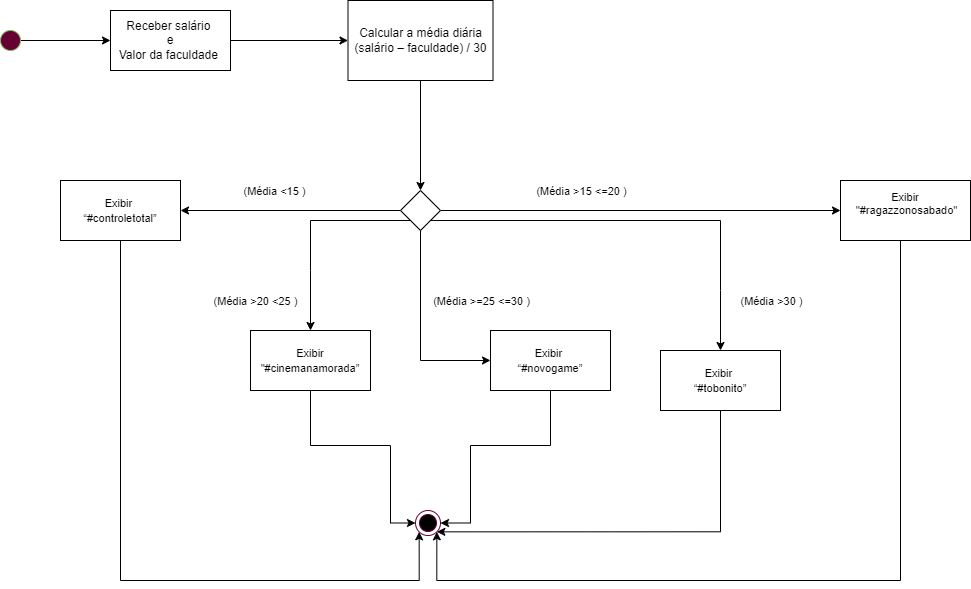 Receber salário
e
Valor da faculdade
Calcular a média diária
(salário – faculdade) / 30
(Média <15 )
(Média >15 <=20 )
Exibir
“#controletotal”
Exibir
"#ragazzonosabado"
(Média >20 <25 )
(Média >=25 <=30 )
(Média >30 )
Exibir
"#cinemanamorada”
Exibir
“#novogame”
Exibir
“#tobonito”